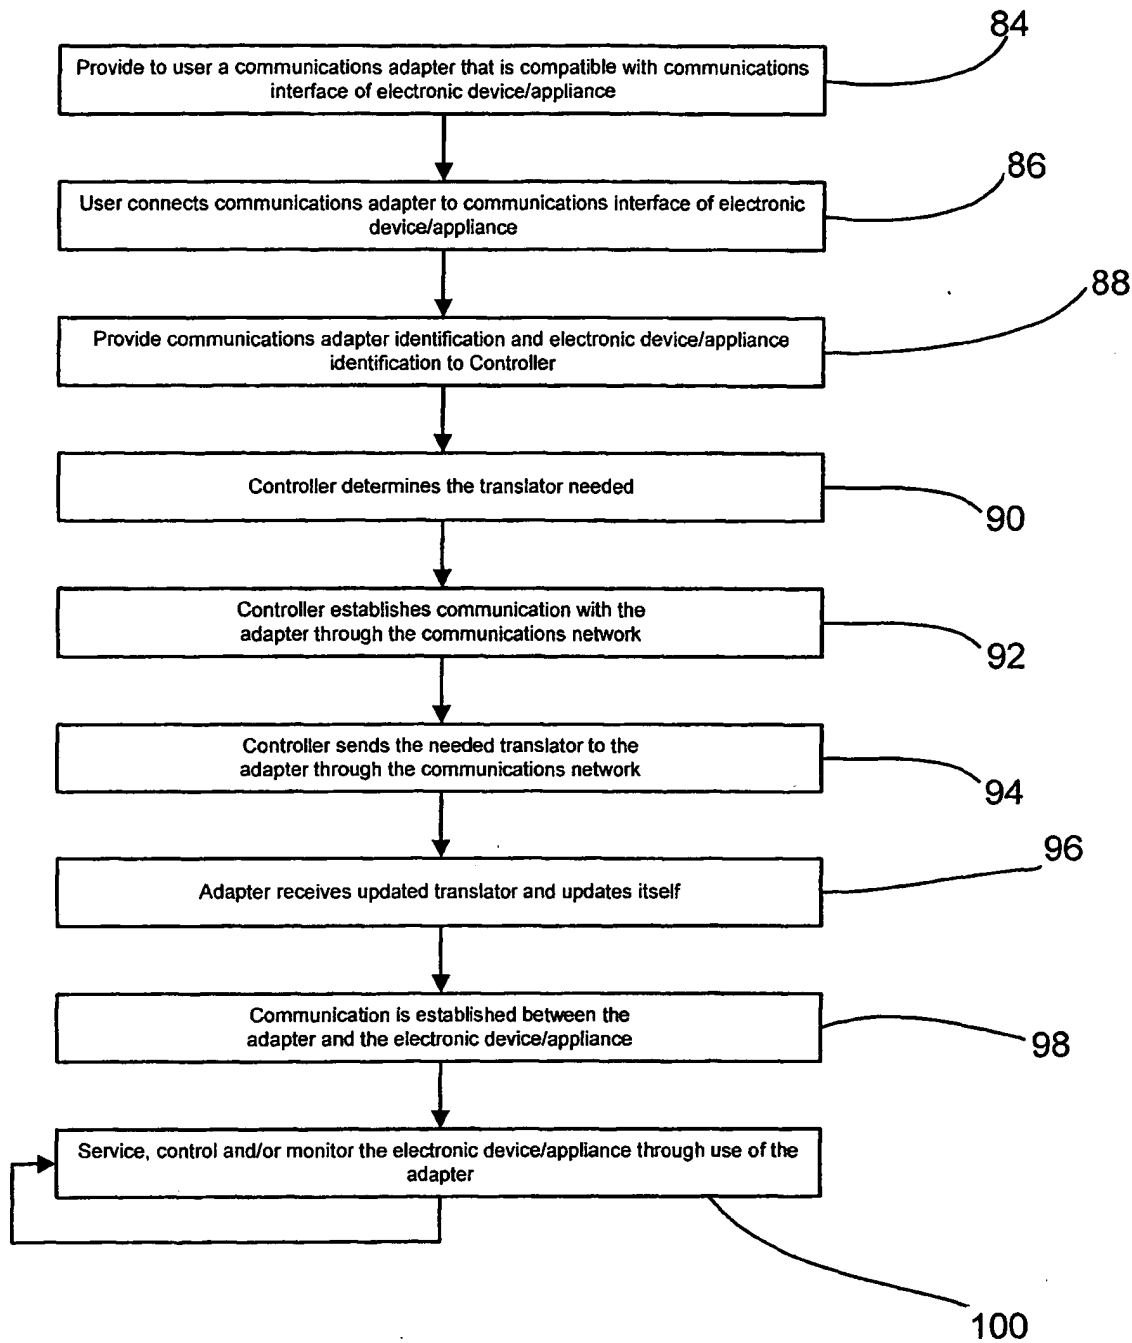 84
Provide to user a communications adapter that is compatible with communications
interface of electronic device/appliance
86
User connects communications adapter to communications interface of electronic
device/appliance
88
Provide communications adapter identification and electronic device/appliance
identification to Controller
Controller determines the translator needed
90
Controller establishes communication with the
adapter through the communications network
92
Controller sends the needed translator to the
adapter through the communications network
94
96
Adapter receives updated translator and updates itself
Communication is established between the
adapter and the electronic device/appliance
98
Service, control and/or monitor the electronic device/appliance through use of the
adapter
100